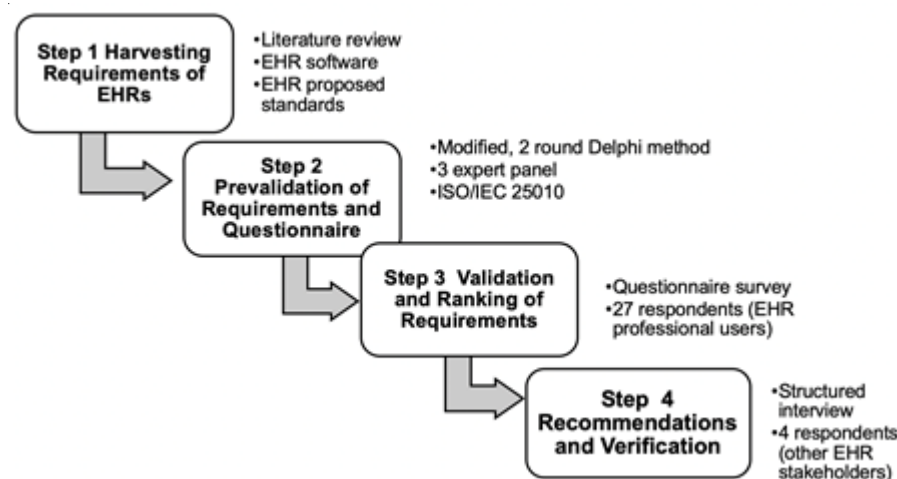 Step 1 Harvesting
Requirements of
EHRs
•Literature review
•EHR software
•EHR proposed
standards
Step 2
Prevalidation of
Requirements and
Questionnaire
•Modified, 2 round Delphi method
•3 expert panel
•ISO/IEC 25010
Step 3 Validation
and Ranking of
Requirements
•Questionnaire survey
•27 respondents (EHR
professional users)
Step 4
Recommendations
and Verification
•Structured
interview
•4 respondents
(other EHR
stakeholders)